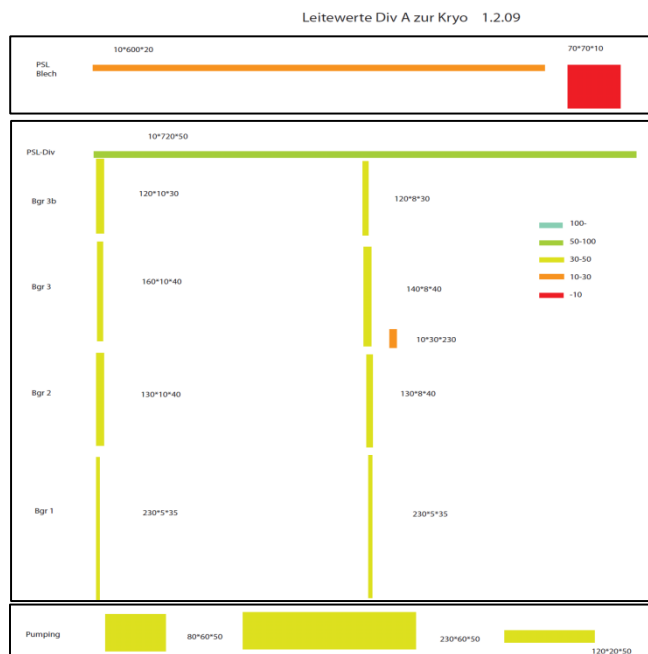 Leitewerte Div A zur Kryo 1.2.09
10*600*20
70*70*10
PSL
Blech
10*720*50
PSL-Div
Bgr 3b
120*10*30
120*8*30
100-
50-100
30-50
10-30
-10
Bgr 3
160*10*40
140*8*40
10*30*230
Bgr 2
130*10*40
130*8*40
Bgr 1
230*5*35
230*5*35
Pumping
80*60*50
230*60*50
120*20*50